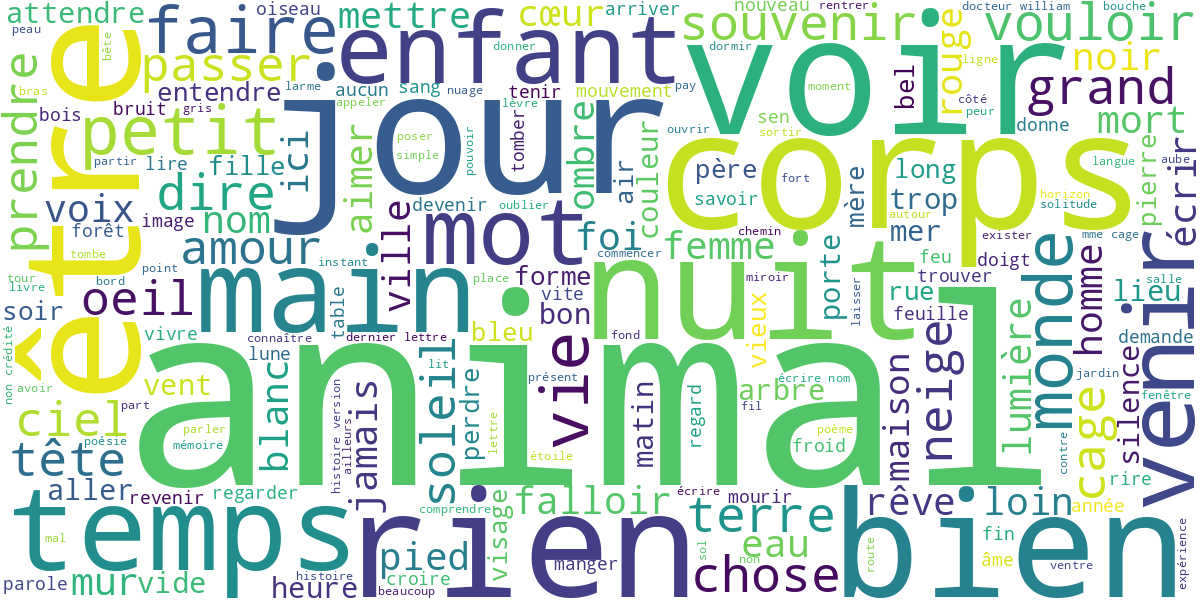 attendre
peau
oiseau
faire
mettre
cœur
arriver
enfant
donner
souvenir
nouveau
rentrer
voir
docteur william
bouche
vouloir
dormir
rouge
ligne
noir
être
bête
passer
entendre
larme
aucun
sang
appeler
nuage
lèvre
tenir
mouvement
pay
moment
bel
côté
peur
grand
donne
mort
prendre
bras
bois
bruit
gris
petit
partir
lire
fille
ici
jour
aimer
poser
simple
pouvoir
tomber
ombre
air
ouvrir
couleur
sen
sortir
père
savoir
fort
mère
long
trop
corps
langue
aube
horizon
solitude
pierre
écrire
dire
voix
forêt
image
nom
devenir
oublier
mot
foi
commencer
chemin
femme
autour
mer
exister
mme cage
tombe
amour
ville
instant
place
forme
nuit
miroir
porte
laisser
feu
doigt
trouver
rue
feuille
monde
homme
salle
lieu
venir
tour
livre
bord
point
oeil
main
soir
vivre
non crédité
connaître
table
dernier lettre
bleu
vite
bon
fond
vieux
lumière
demande
silence
jardin
fenêtre
avoir
part
vent
lune
blanc
animal
lit
soleil
perdre
présent
vie
matin
regard
écrire nom
fil
arbre
poème
froid
maison
neige
contre
cage
ciel
poésie
parler
mémoire
histoire version
ailleurs
jamais
lettre
étoile
tête
aller
revenir
regarder
comprendre
visage
falloir
écrire
mourir
rêve
loin
année
rire
temps
mal
rien
pied
croire
manger
terre
eau
sol
non
chose
route
bien
fin
âme
ventre
expérience
parole
mur
vide
heure
histoire
beaucoup